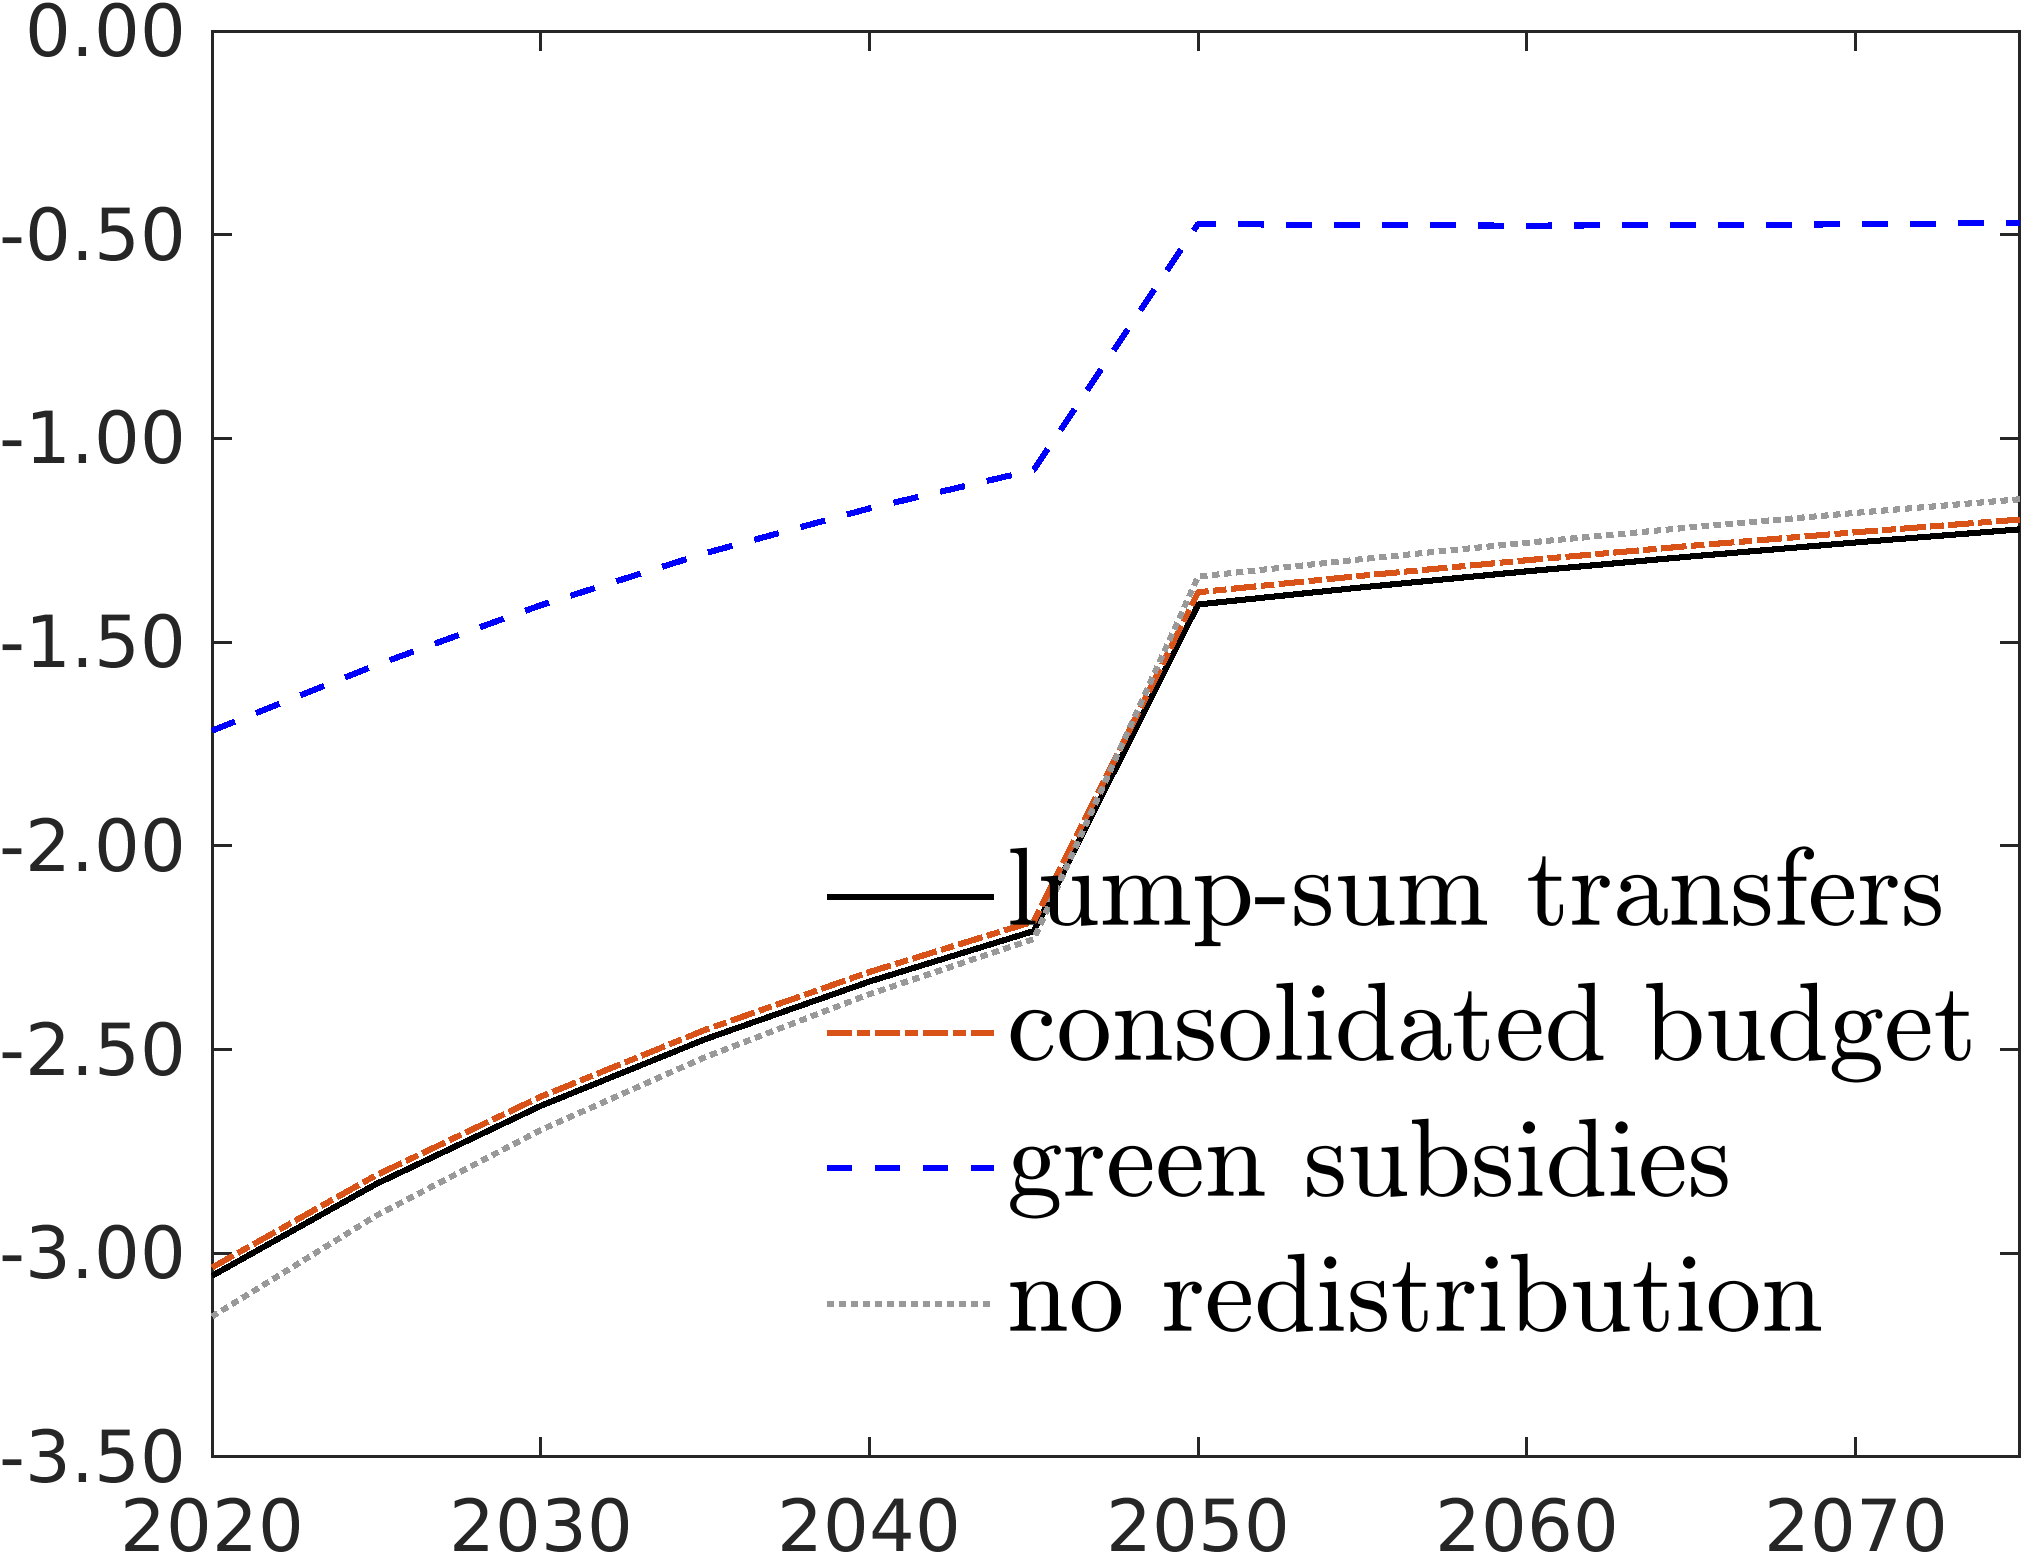 0.00
-0.50
-1.00
-1.50
-2.00
-2.50
-3.00
-3.50
2020 2030 2040 2050 2060 2070
lump-sum transfers
consolidated budget
green subsidies
no redistribution